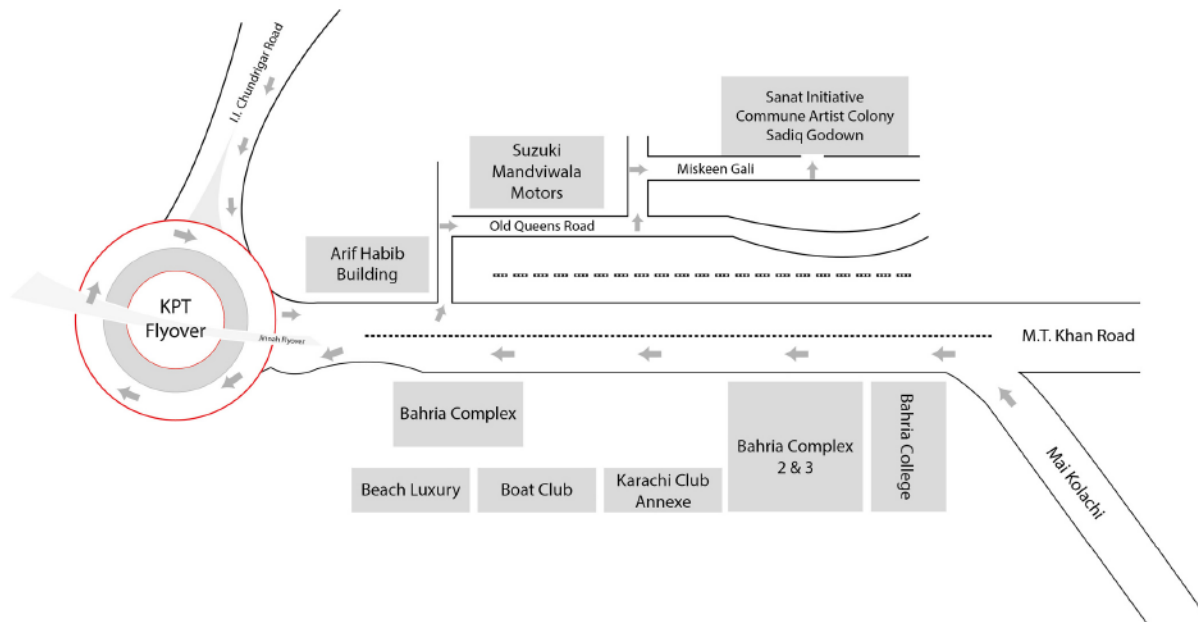 I.I. Chundrigar Road
Sanat Initiative
Commune Artist Colony
Sadiq Godown
Suzuki
Mandviwala
Motors
Miskeen Gali
Old Queens Road
Arif Habib
Building
KPT
Flyover
Jinnah Flyover
M.T. Khan Road
Bahria Complex
Bahria Complex
2 & 3
Bahria College
Mai Kolachi
Beach Luxury
Boat Club
Karachi Club
Annexe